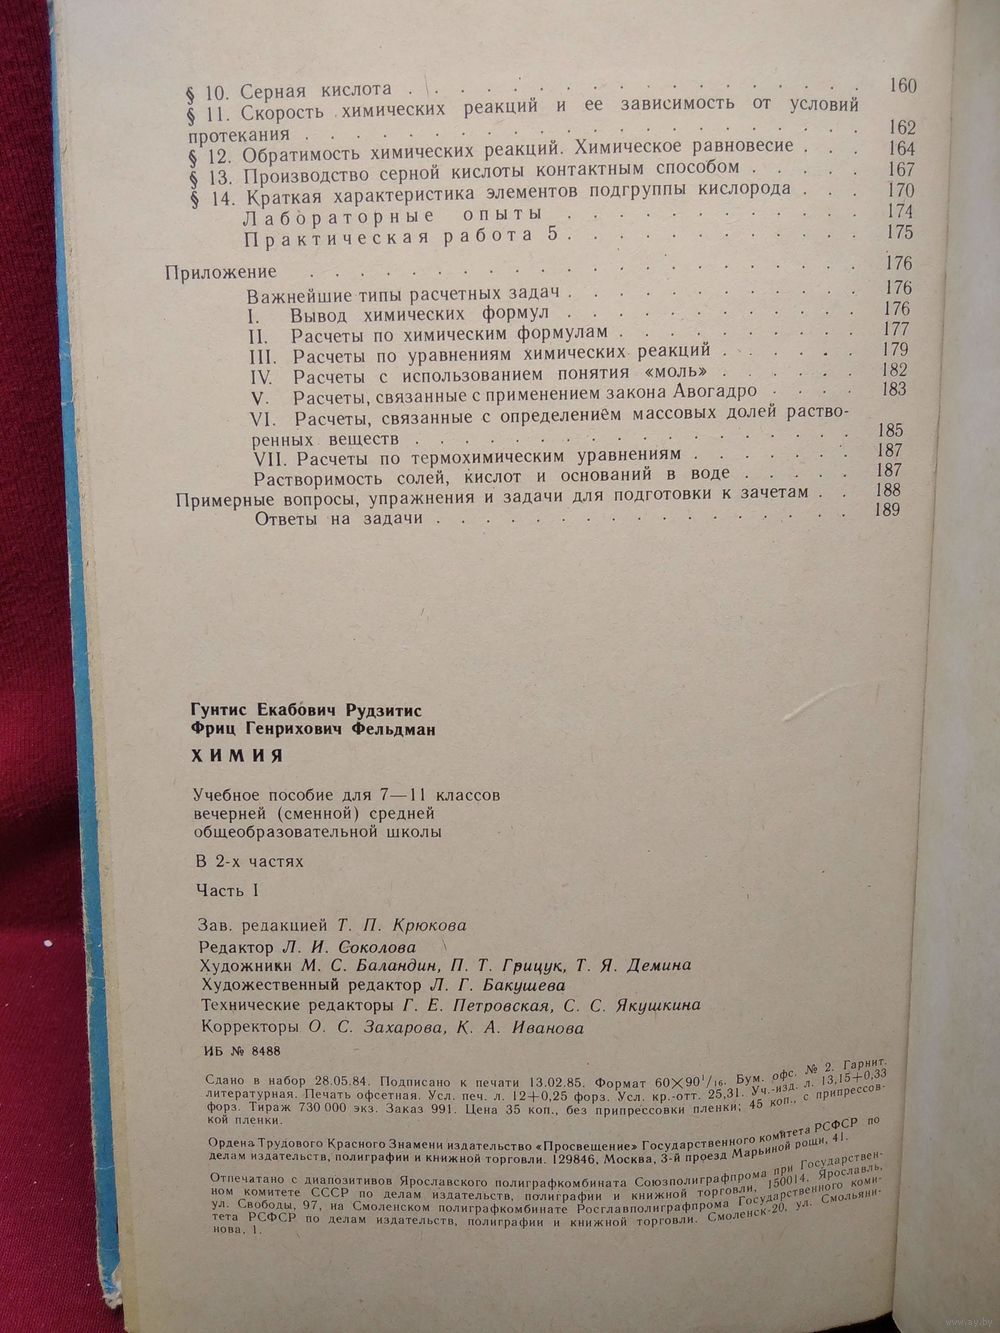 § 10. Серная кислота . . . . . . . . . . . . . . . . . . 160
§ 11. Скорость химических реакций и ее зависимость от условий
протекания . . . . . . . . . . . . . . . . . . . . . . 162
§ 12. Обратимость химических реакций. Химическое равновесие . . . 164
§ 13. Производство серной кислоты контактным способом . . . . . 167
§ 14. Краткая характеристика элементов подгруппы кислорода . . . 170
Лабораторные опыты . . . . . . . . . . . . 174
Практическая работа 5 . . . . . . . . . . . . 175
Приложение . . . . . . . . . . . . . . . . . . . . . 176
Важнейшие типы расчетных задач . . . . . . . . . . . . 176
I. Вывод химических формул . . . . . . . . . . . . 176
II. Расчеты по химическим формулам . . . . . . . . . . 177
III. Расчеты по уравнениям химических реакций . . . . . 179
IV. Расчеты с использованием понятия «моль» . . . . . . 182
V. Расчеты, связанные с применением закона Авогадро . . . . 183
VI. Расчеты, связанные с определением массовых долей раство-
ренных веществ . . . . . . . . . . . . . . . . . 185
VII. Расчеты по термохимическим уравнениям . . . . . . . 187
Растворимость солей, кислот и оснований в воде . . . . . 187
Примерные вопросы, упражнения и задачи для подготовки к зачетам . . 188
Ответы на задачи . . . . . . . . . . . . . . . . . 189
Гунтис Екабович Рудзитис
Фриц Генрихович Фельдман
ХИМИЯ
Учебное пособие для 7—11 классов
вечерней (сменной) средней
общеобразовательной школы
В 2-х частях
Часть I
Зав. редакцией Т. П. Крюкова
Редактор Л. И. Соколова
Художники М. С. Баландин, П. Т. Грицук, Т. Я. Демина
Художественный редактор Л. Г. Бакушева
Технические редакторы Г. Е. Петровская, С. С. Якушкина
Корректоры О. С. Захарова, К. А. Иванова
ИБ № 8488
Сдано в набор 28.05.84. Подписано к печати 13.02.85. Формат 60×90¹/₁₆. Бум. офс. № 2. Гарнит.
литературная. Печать офсетная. Усл. печ. л. 12+0,25 форз. Усл. кр.-отт. 25,31. Уч.-изд. л. 13,15+0,33
форз. Тираж 730 000 экз. Заказ 991. Цена 35 коп., без припрессовки пленки; 45 коп., с припрессов-
кой пленки.
Ордена Трудового Красного Знамени издательство «Просвещение» Государственного комитета РСФСР по
делам издательств, полиграфии и книжной торговли. 129846, Москва, 3-й проезд Марьиной рощи, 41.
Отпечатано с диапозитивов Ярославского полиграфкомбината Союзполиграфпрома при Государствен-
ном комитете СССР по делам издательств, полиграфии и книжной торговли, 150014. Ярославль,
ул. Свободы, 97, на Смоленском полиграфкомбинате Росглавполиграфпрома Государственного коми-
тета РСФСР по делам издательств, полиграфии и книжной торговли. Смоленск-20, ул. Смольяни-
нова, 1.
www.ay.by